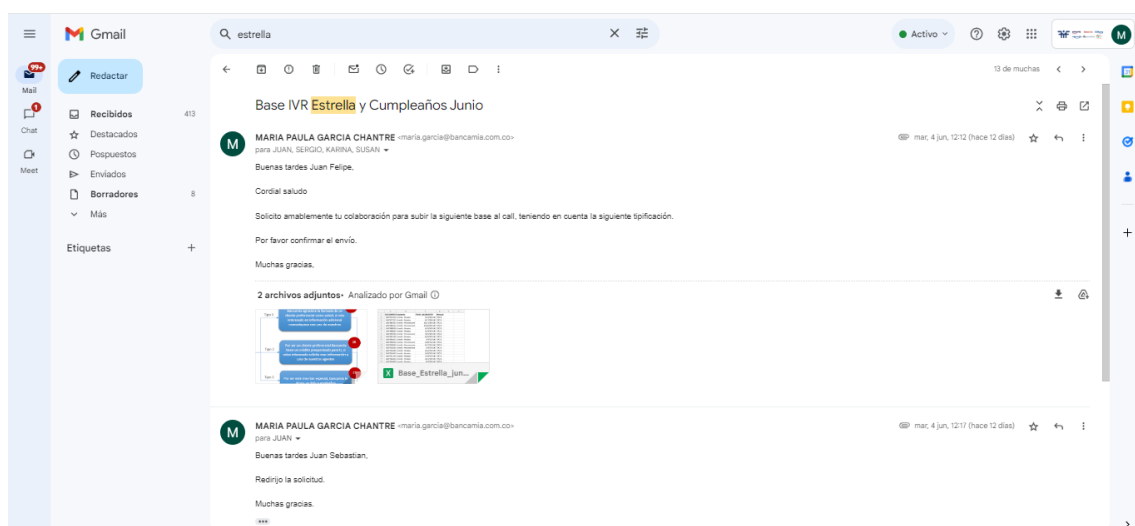 Gmail
estrella
Activo
M
99+
Mail
Redactar
13 de muchas
Recibidos 413
Base IVR Estrella y Cumpleaños Junio
Chat
Destacados
M
MARIA PAULA GARCIA CHANTRE <maria.garcia@bancamia.com.co>
mar, 4 jun, 12:12 (hace 12 días)
para JUAN, SERGIO, KARINA, SUSAN
Pospuestos
Meet
Enviados
Buenas tardes Juan Felipe,
Borradores 8
Cordial saludo
Más
Solicito amablemente tu colaboración para subir la siguiente base al call, teniendo en cuenta la siguiente tipificación.
Por favor confirmar el envío.
Etiquetas
Muchas gracias,
2 archivos adjuntos• Analizado por Gmail
Base_Estrella_jun...
M
MARIA PAULA GARCIA CHANTRE <maria.garcia@bancamia.com.co>
mar, 4 jun, 12:17 (hace 12 días)
para JUAN
Buenas tardes Juan Sebastian,
Redirijo la solicitud.
Muchas gracias.